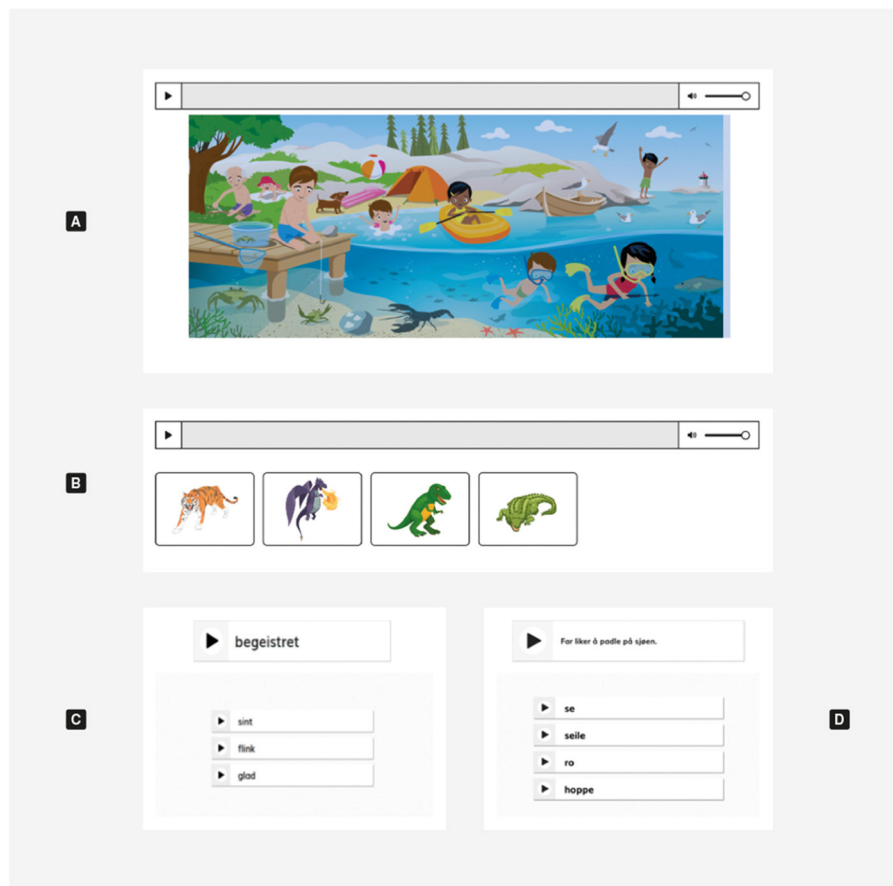 A
B
C
begeistret
sint
flink
glad
Far liker å padle på sjøen.
se
seile
ro
hoppe
D